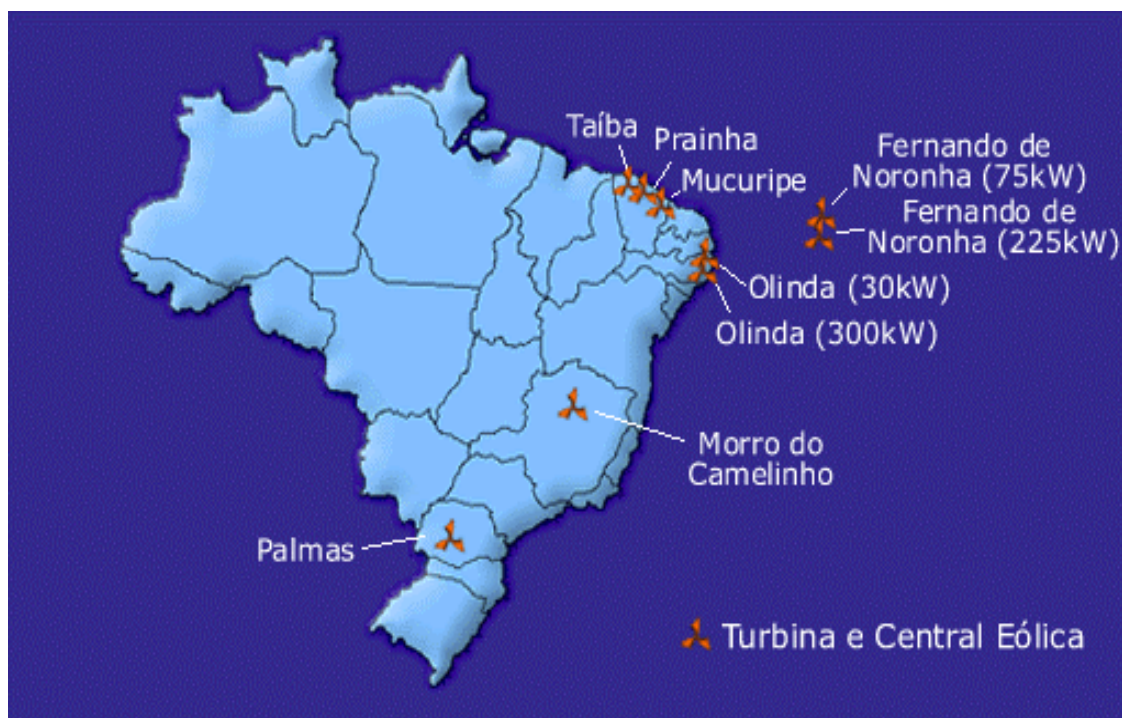 Taíba
Prainha
Mucuripe
Fernando de
Noronha (75kW)
Fernando de
Noronha (225kW)
Olinda (30kW)
Olinda (300kW)
Morro do
Camelinho
Palmas
Turbina e Central Eólica